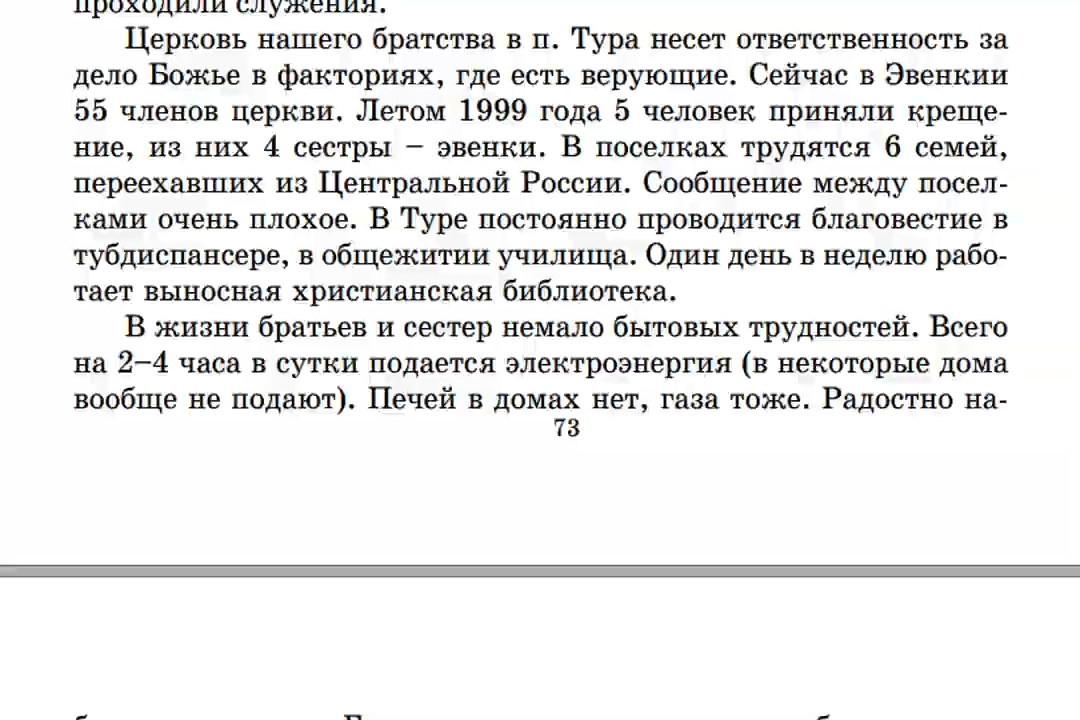 проходили служения.
Церковь нашего братства в п. Тура несет ответственность за
дело Божье в факториях, где есть верующие. Сейчас в Эвенкии
55 членов церкви. Летом 1999 года 5 человек приняли креще-
ние, из них 4 сестры – эвенки. В поселках трудятся 6 семей,
переехавших из Центральной России. Сообщение между посел-
ками очень плохое. В Туре постоянно проводится благовестие в
тубдиспансере, в общежитии училища. Один день в неделю рабо-
тает выносная христианская библиотека.
В жизни братьев и сестер немало бытовых трудностей. Всего
на 2–4 часа в сутки подается электроэнергия (в некоторые дома
вообще не подают). Печей в домах нет, газа тоже. Радостно на-
73